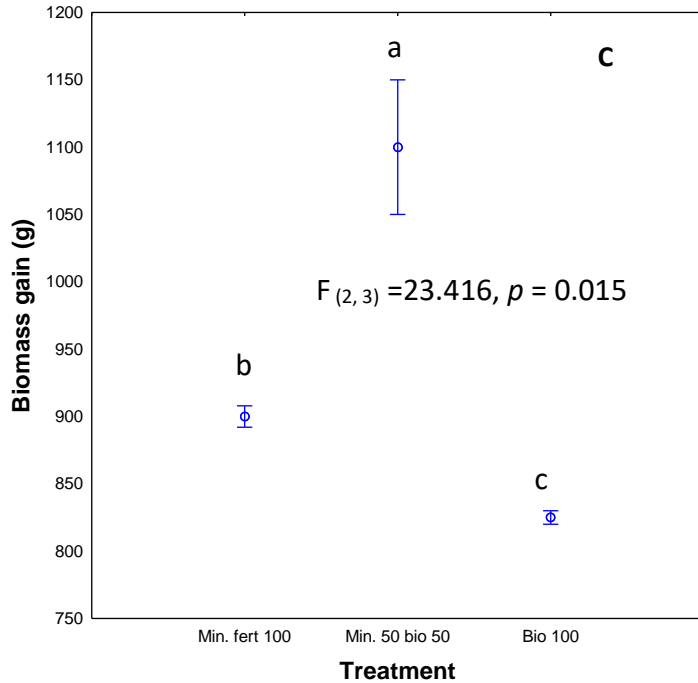 1200
a
C
1150
1100
1050
Biomass gain (g)
1000
F (2, 3) =23.416, p = 0.015
950
b
900
850
c
800
750
Min. fert 100 Min. 50 bio 50 Bio 100
Treatment